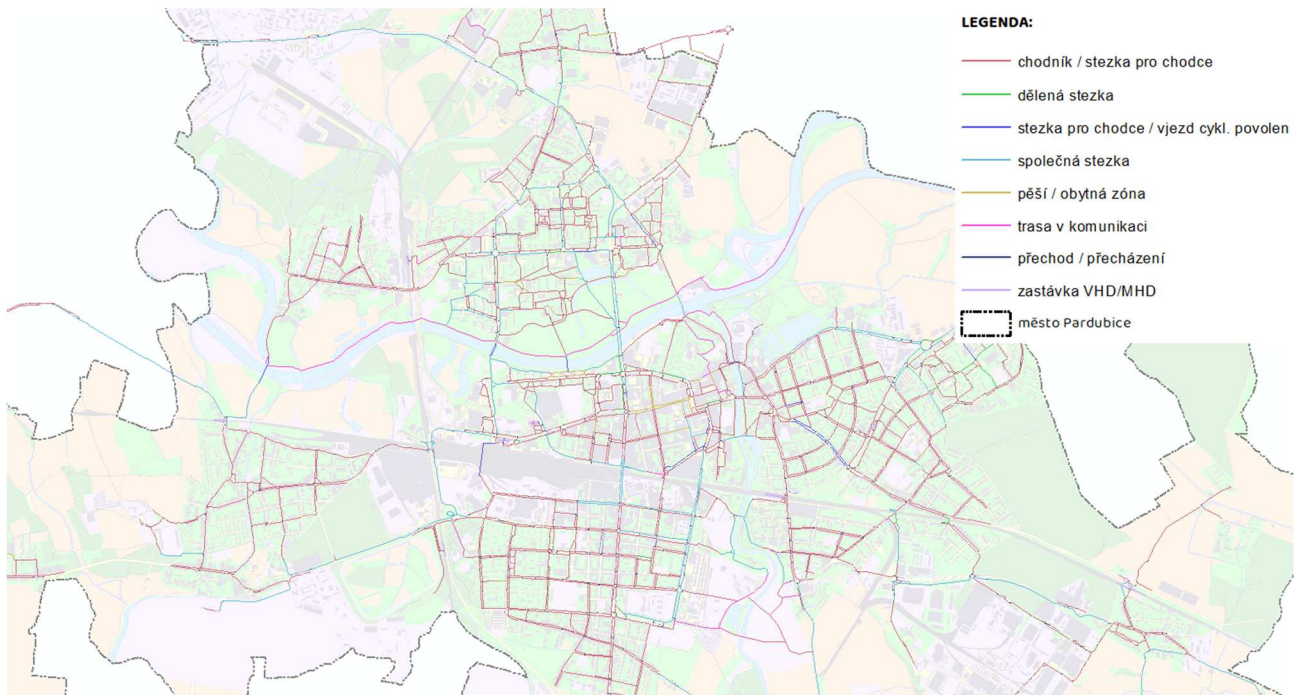 LEGENDA:
chodník / stezka pro chodce
dělená stezka
stezka pro chodce / vjezd cykl. povolen
společná stezka
pěší / obytná zóna
trasa v komunikaci
přechod / přecházení
zastávka VHD/MHD
město Pardubice